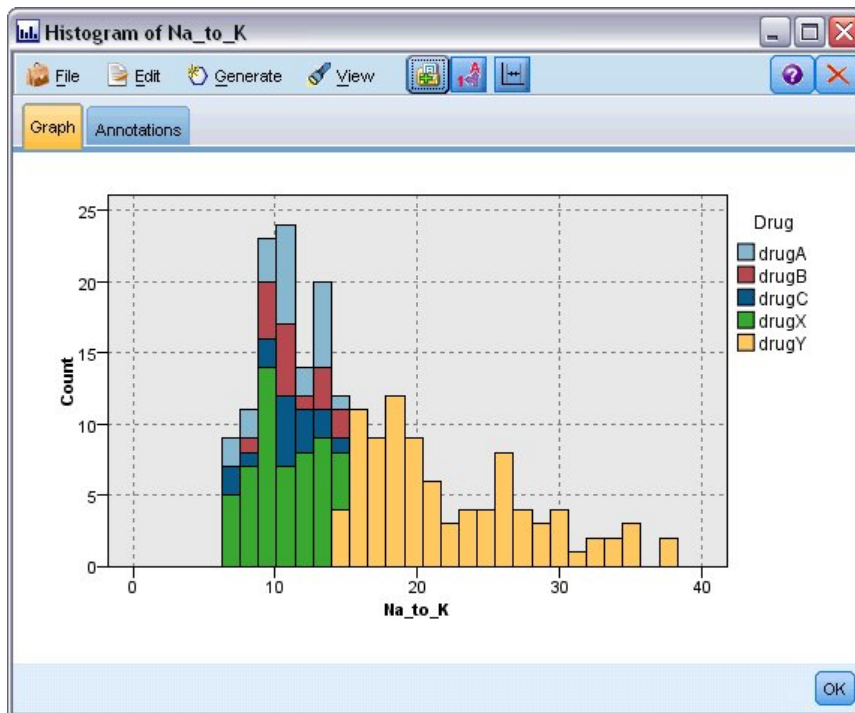 Histogram of Na_to_K
File Edit Generate View
Graph Annotations
25
20
15
10
5
0
Count
0 10 20 30 40
Na_to_K
Drug
drugA
drugB
drugC
drugX
drugY
OK